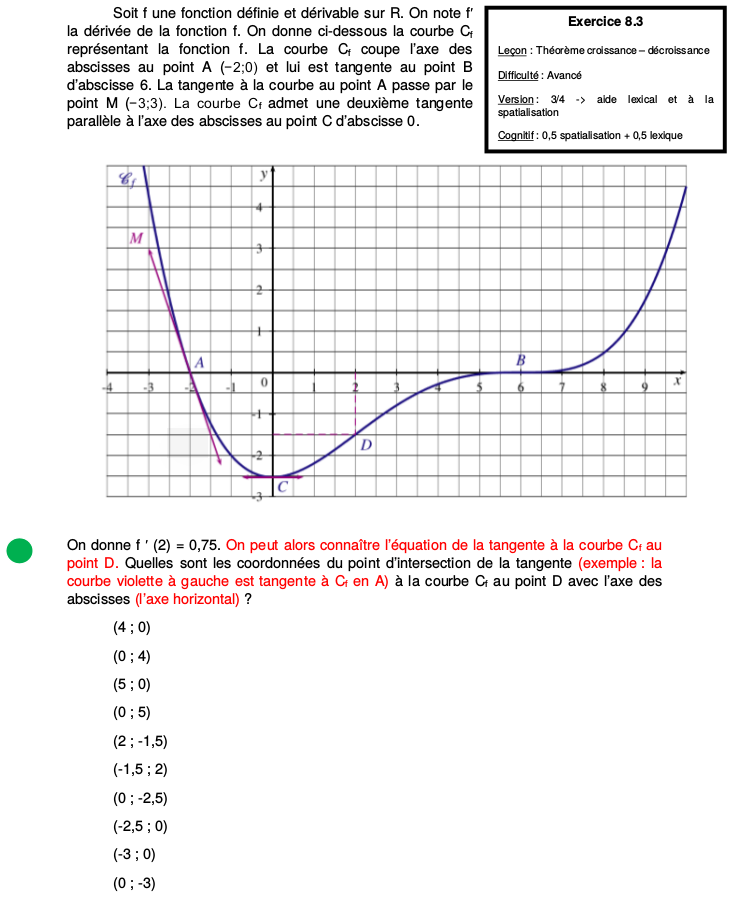 Soit f une fonction définie et dérivable sur R. On note f′
la dérivée de la fonction f. On donne ci-dessous la courbe Cf
représentant la fonction f. La courbe Cf coupe l’axe des
abscisses au point A (−2;0) et lui est tangente au point B
d’abscisse 6. La tangente à la courbe au point A passe par le
point M (−3;3). La courbe Cf admet une deuxième tangente
parallèle à l’axe des abscisses au point C d’abscisse 0.
Exercice 8.3
Leçon : Théorème croissance – décroissance
Difficulté : Avancé
Version : 3/4 -> aide lexical et à la
spatialisation
Cognitif : 0,5 spatialisation + 0,5 lexique
𝒞f
y
4
M
3
2
1
A
B
-4 -3 -2 -1 0 1 2 3 4 5 6 7 8 9 x
-1
D
-2
C
-3
On donne f ′ (2) = 0,75. On peut alors connaître l’équation de la tangente à la courbe Cf au
point D. Quelles sont les coordonnées du point d’intersection de la tangente (exemple : la
courbe violette à gauche est tangente à Cf en A) à la courbe Cf au point D avec l’axe des
abscisses (l’axe horizontal) ?
(4 ; 0)
(0 ; 4)
(5 ; 0)
(0 ; 5)
(2 ; -1,5)
(-1,5 ; 2)
(0 ; -2,5)
(-2,5 ; 0)
(-3 ; 0)
(0 ; -3)